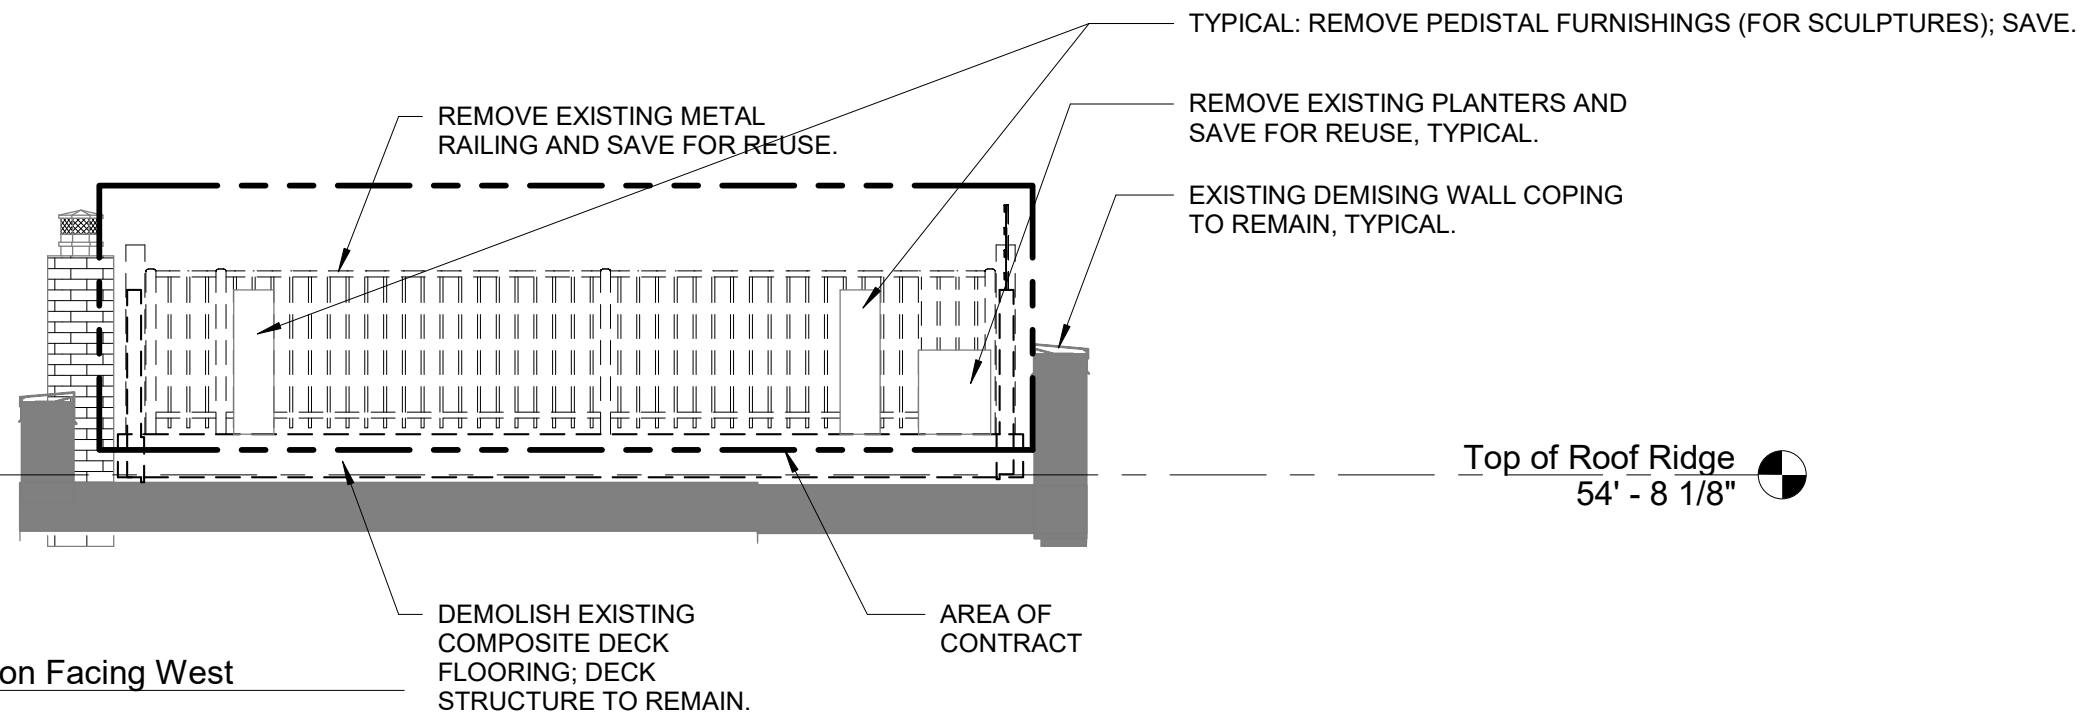 TYPICAL: REMOVE PEDISTAL FURNISHINGS (FOR SCULPTURES); SAVE.
REMOVE EXISTING METAL
RAILING AND SAVE FOR REUSE.
REMOVE EXISTING PLANTERS AND
SAVE FOR REUSE, TYPICAL.
EXISTING DEMISING WALL COPING
TO REMAIN, TYPICAL.
Top of Roof Ridge
54' - 8 1/8"
DEMOLISH EXISTING
COMPOSITE DECK
FLOORING; DECK
STRUCTURE TO REMAIN.
AREA OF
CONTRACT
on Facing West